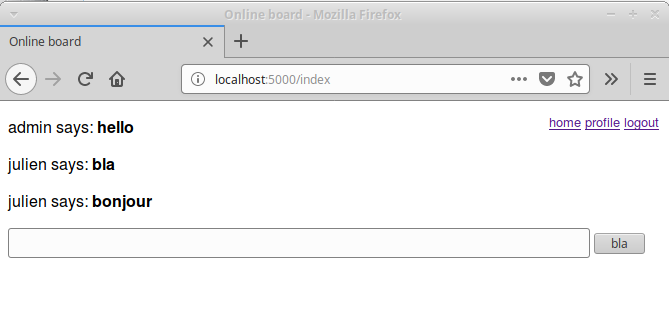 Online board - Mozilla Firefox
Online board
localhost:5000/index
home profile logout
admin says: hello
julien says: bla
julien says: bonjour
bla